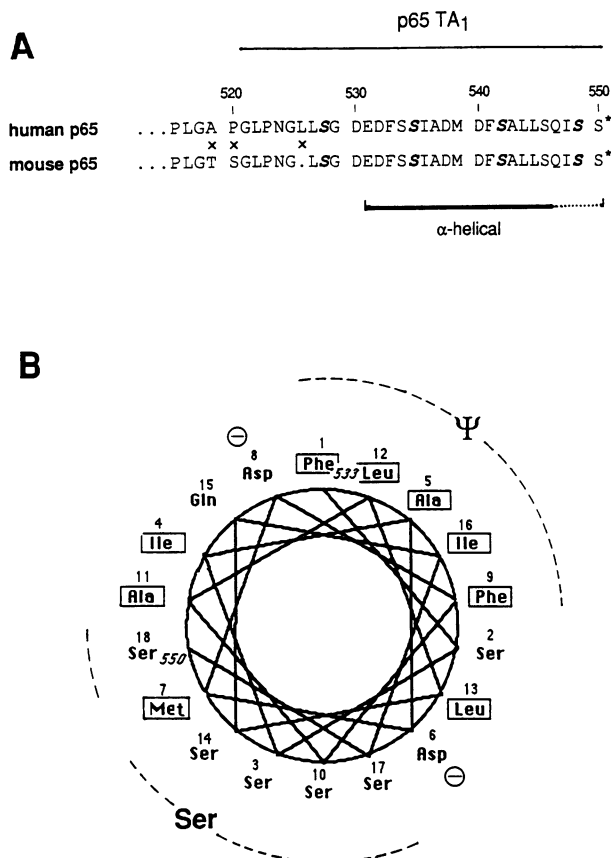 A
p65 TA1
520 530 540 550
human p65 ...PLGA PGLPNGLLSG DEDFSSIADM DFSALLSQIS S*
x x x
mouse p65 ...PLGT SGLPNG.LSG DEDFSSIADM DFSALLSQIS S*
α-helical
B
Ψ
⊖
1
Phe 533
12
Leu
8
Asp
5
Ala
15
Gln
16
Ile
4
Ile
9
Phe
11
Ala
2
Ser
18
Ser 550
13
Leu
7
Met
6
Asp
14
Ser
17
Ser
3
Ser
10
Ser
⊖
Ser